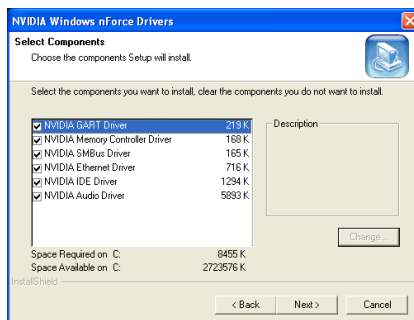 NVIDIA Windows nForce Drivers
Select Components
Choose the components Setup will install.
Select the components you want to install, clear the components you do not want to install.
NVIDIA GART Driver 219 K
NVIDIA Memory Controller Driver 168 K
NVIDIA SMBus Driver 165 K
NVIDIA Ethernet Driver 716 K
NVIDIA IDE Driver 1294 K
NVIDIA Audio Driver 5893 K
Description
Change...
Space Required on C: 8455 K
Space Available on C: 2723576 K
InstallShield
< Back
Next >
Cancel